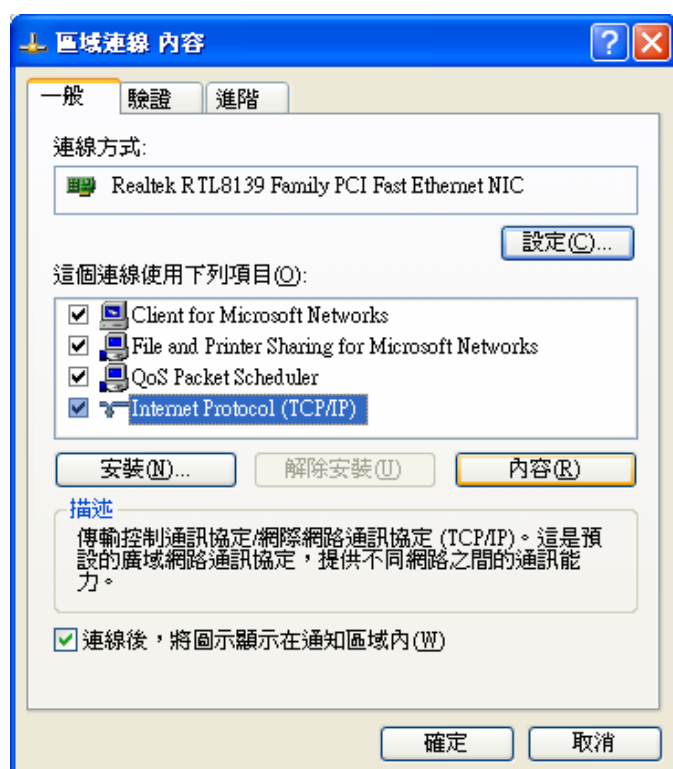 區域連線 內容
一般 驗證 進階
連線方式:
Realtek RTL8139 Family PCI Fast Ethernet NIC
設定(C)...
這個連線使用下列項目(O):
Client for Microsoft Networks
File and Printer Sharing for Microsoft Networks
QoS Packet Scheduler
Internet Protocol (TCP/IP)
安裝(N)... 解除安裝(U) 內容(R)
描述
傳輸控制通訊協定/網際網路通訊協定 (TCP/IP)。這是預
設的廣域網路通訊協定，提供不同網路之間的通訊能
力。
連線後，將圖示顯示在通知區域內(W)
確定 取消